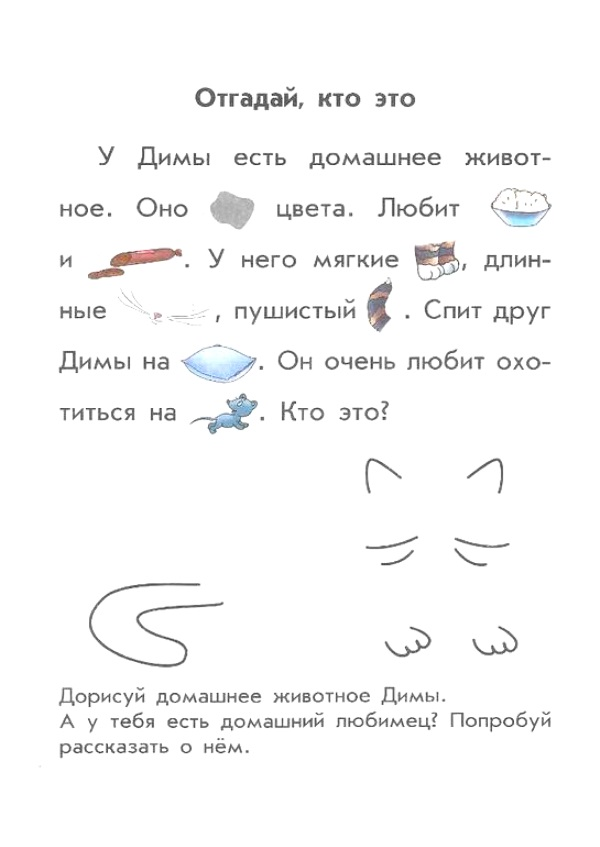 Отгадай, кто это
У Димы есть домашнее живот-
ное. Оно цвета. Любит
и . У него мягкие , длин-
ные , пушистый . Спит друг
Димы на . Он очень любит охо-
титься на . Кто это?
Дорисуй домашнее животное Димы.
А у тебя есть домашний любимец? Попробуй
рассказать о нём.